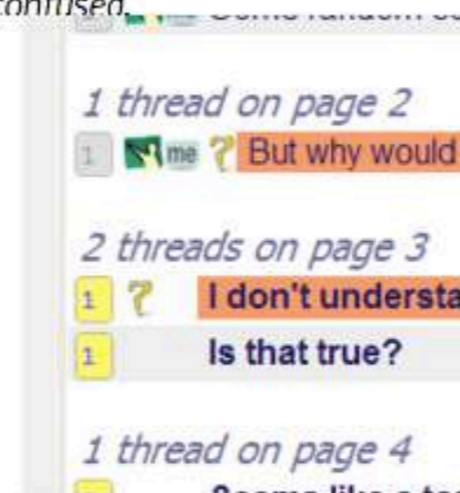 confused.
1 thread on page 2
1 me ? But why would
2 threads on page 3
1 ? I don't understa
1 Is that true?
1 thread on page 4